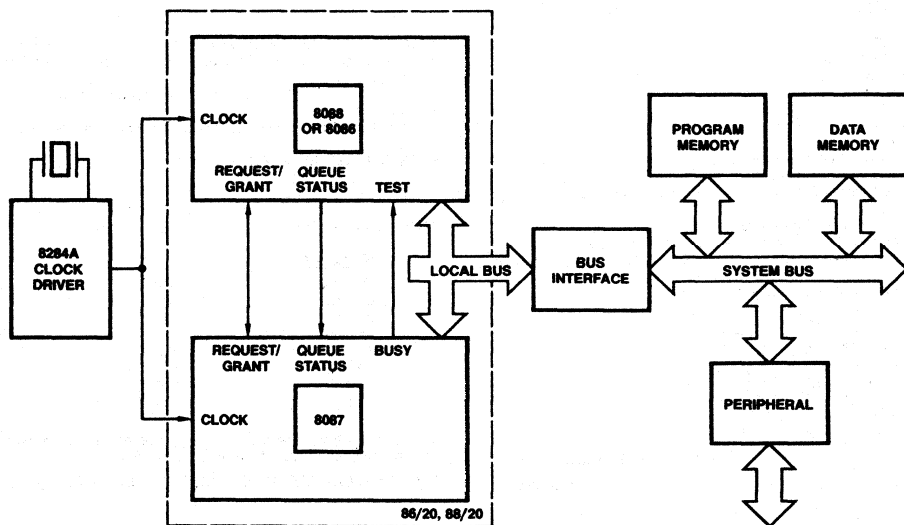 CLOCK
8088
OR 8086
REQUEST/
GRANT
QUEUE
STATUS
TEST
8284A
CLOCK
DRIVER
LOCAL BUS
BUS
INTERFACE
PROGRAM
MEMORY
DATA
MEMORY
SYSTEM BUS
PERIPHERAL
REQUEST/
GRANT
QUEUE
STATUS
BUSY
CLOCK
8087
86/20, 88/20